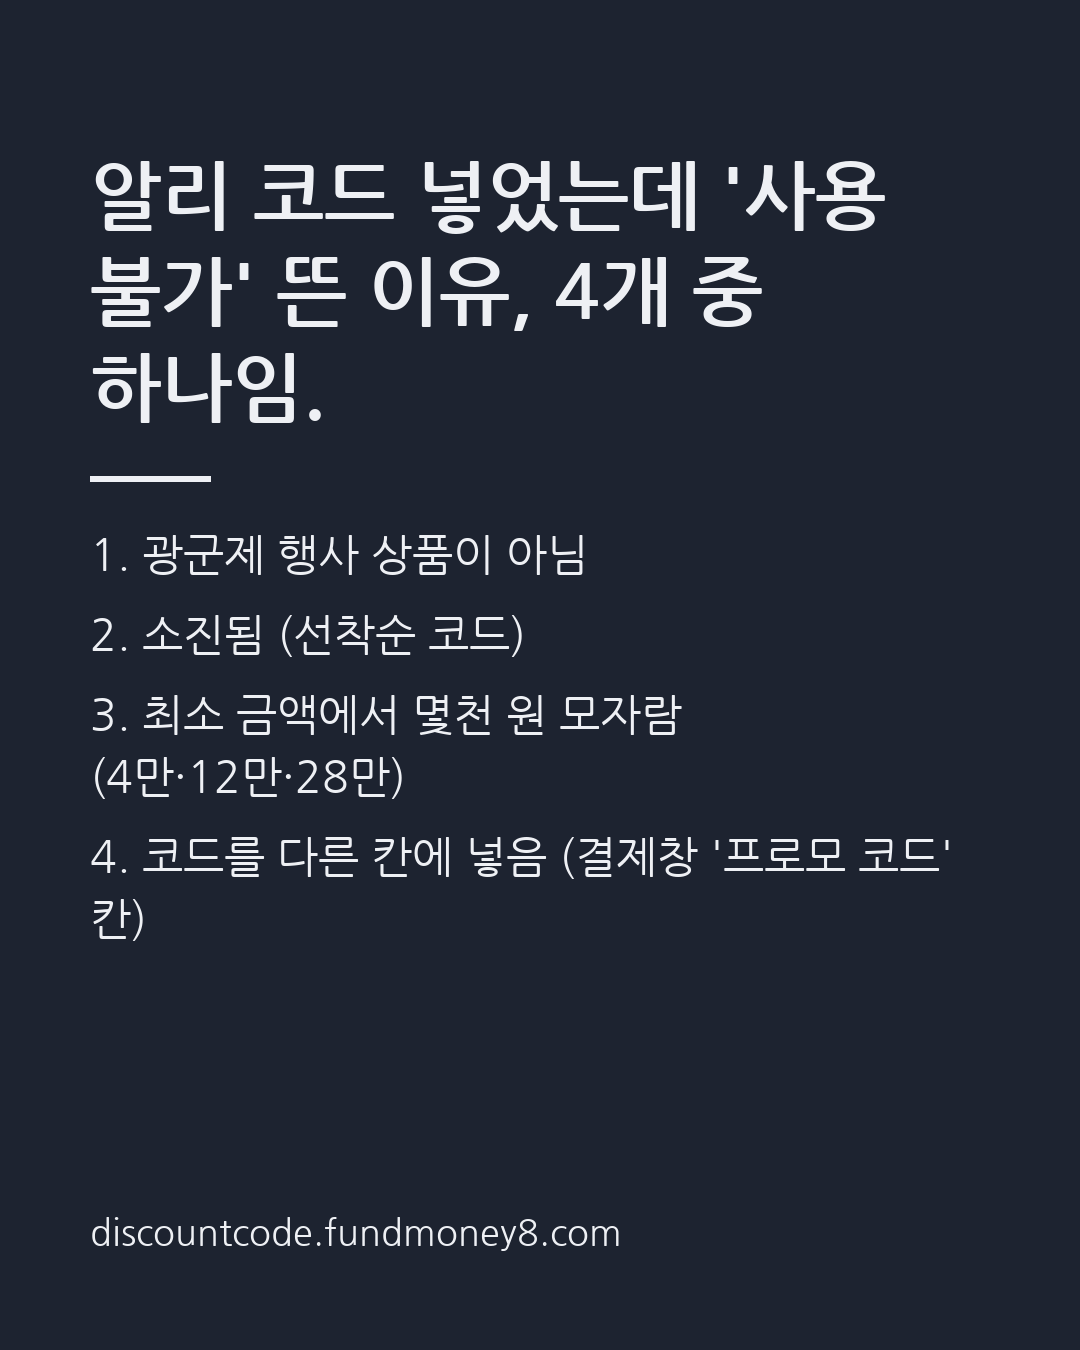 알리 코드 넣었는데 '사용
불가' 뜬 이유, 4개 중
하나임.
1. 광군제 행사 상품이 아님
2. 소진됨 (선착순 코드)
3. 최소 금액에서 몇천 원 모자람
(4만·12만·28만)
4. 코드를 다른 칸에 넣음 (결제창 '프로모 코드'
칸)
discountcode.fundmoney8.com